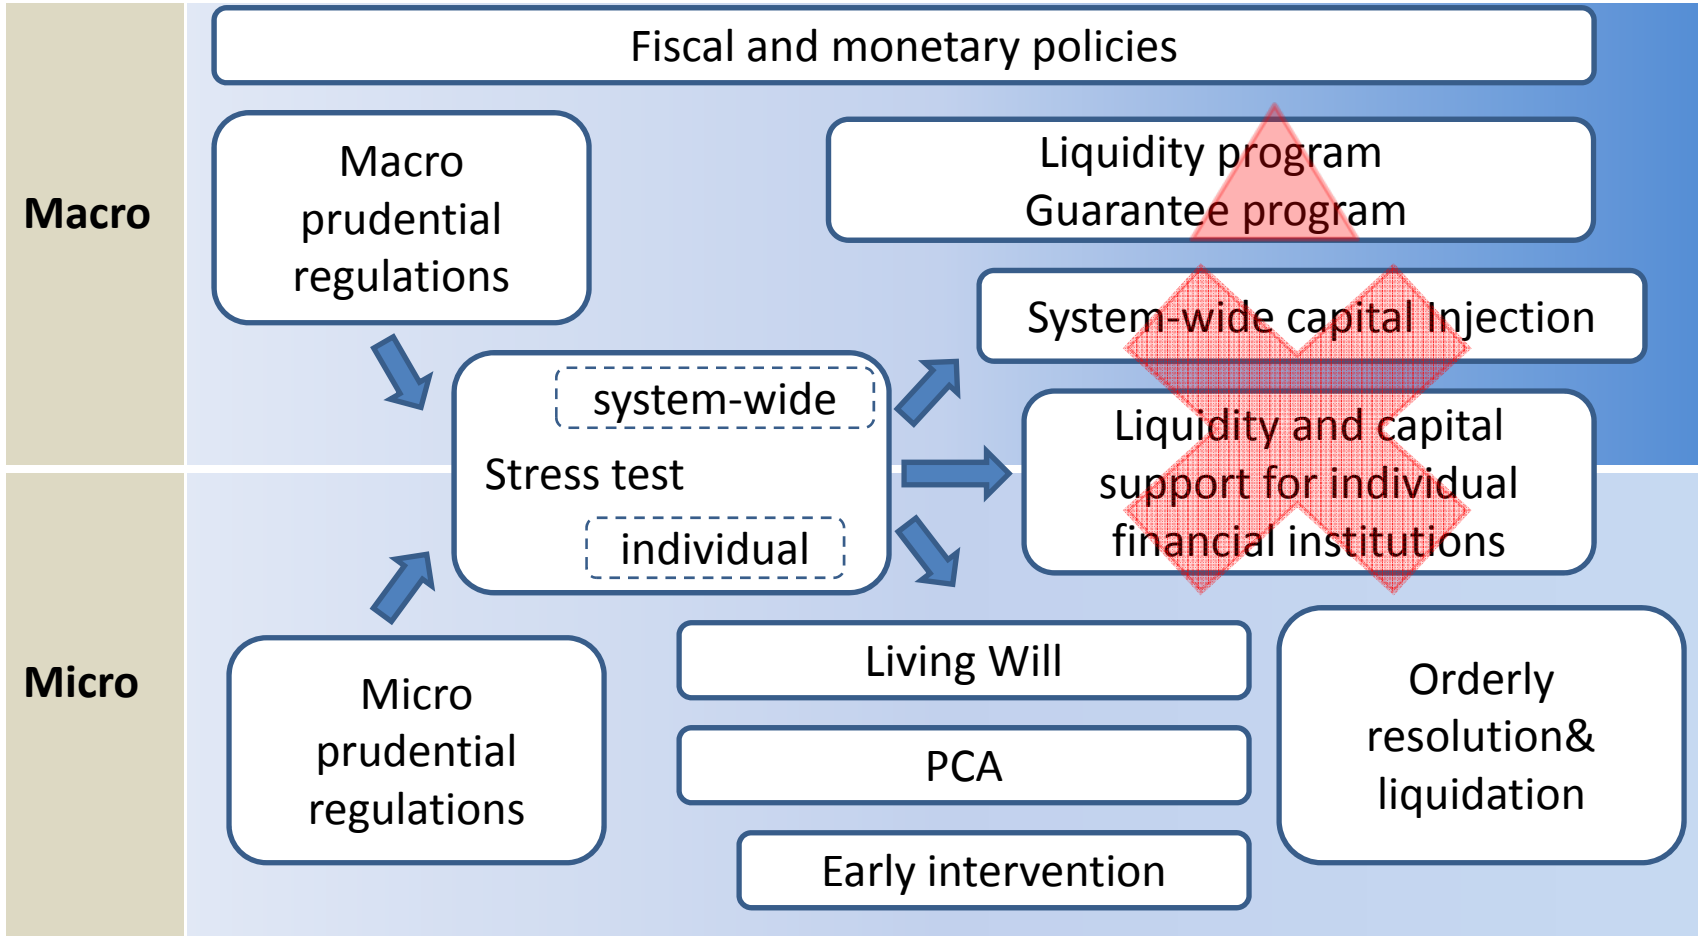 Fiscal and monetary policies
Macro
Macro
prudential
regulations
Liquidity program
Guarantee program
System-wide capital Injection
system-wide
Stress test
individual
Liquidity and capital
support for individual
financial institutions
Micro
Micro
prudential
regulations
Living Will
PCA
Early intervention
Orderly
resolution&
liquidation